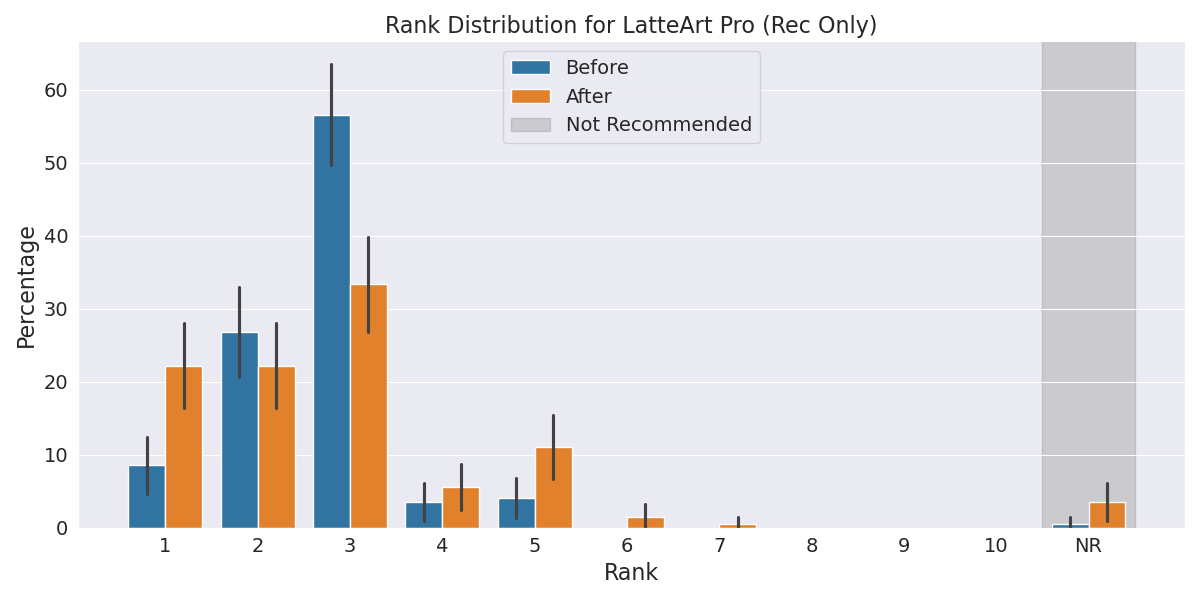 Rank Distribution for LatteArt Pro (Rec Only)
Before
After
Not Recommended
Percentage
60
50
40
30
20
10
0
1 2 3 4 5 6 7 8 9 10 NR
Rank